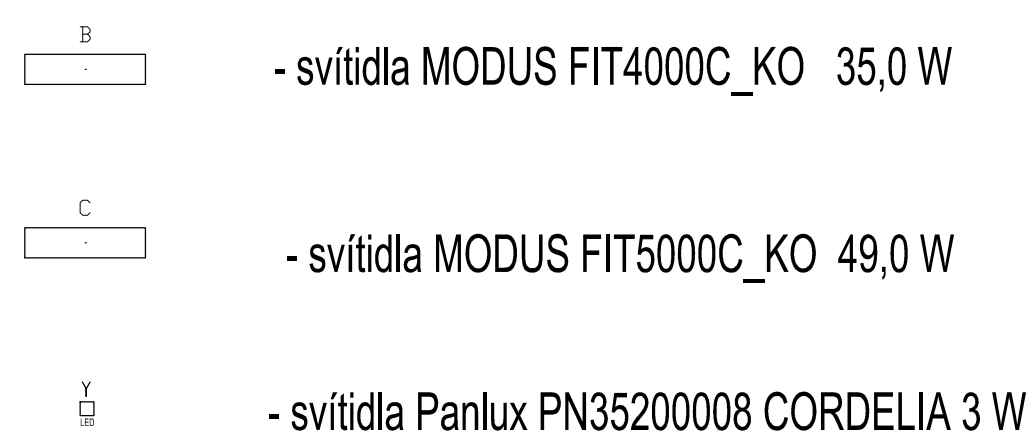 B
- svítidla MODUS FIT4000C_KO 35,0 W
C
- svítidla MODUS FIT5000C_KO 49,0 W
Y
LED
- svítidla Panlux PN35200008 CORDELIA 3 W